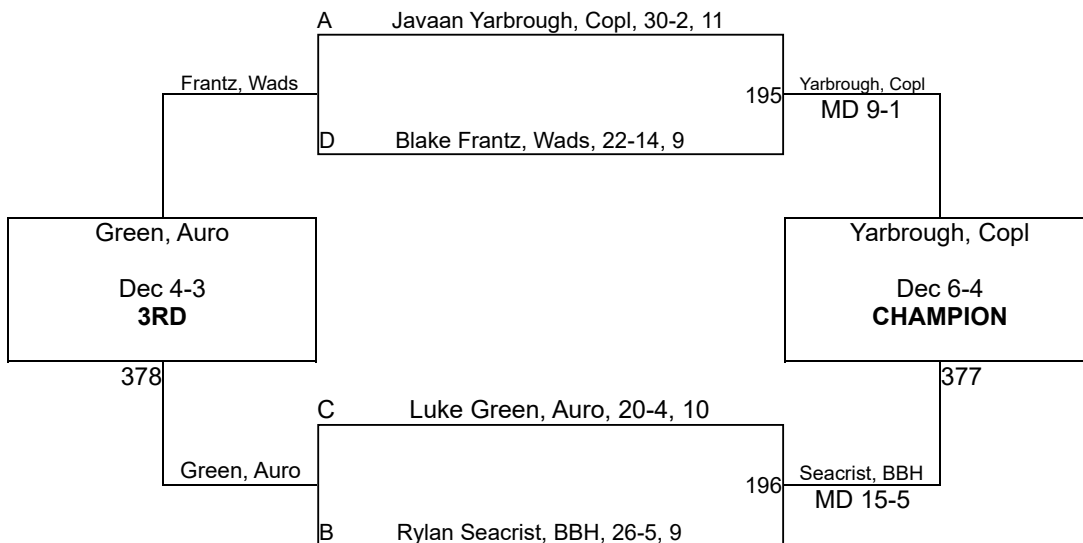 A Javaan Yarbrough, Copl, 30-2, 11
Frantz, Wads
195
Yarbrough, Copl
MD 9-1
D Blake Frantz, Wads, 22-14, 9
Green, Auro
Dec 4-3
3RD
Yarbrough, Copl
Dec 6-4
CHAMPION
378
377
C Luke Green, Auro, 20-4, 10
Green, Auro
196
Seacrist, BBH
MD 15-5
B Rylan Seacrist, BBH, 26-5, 9